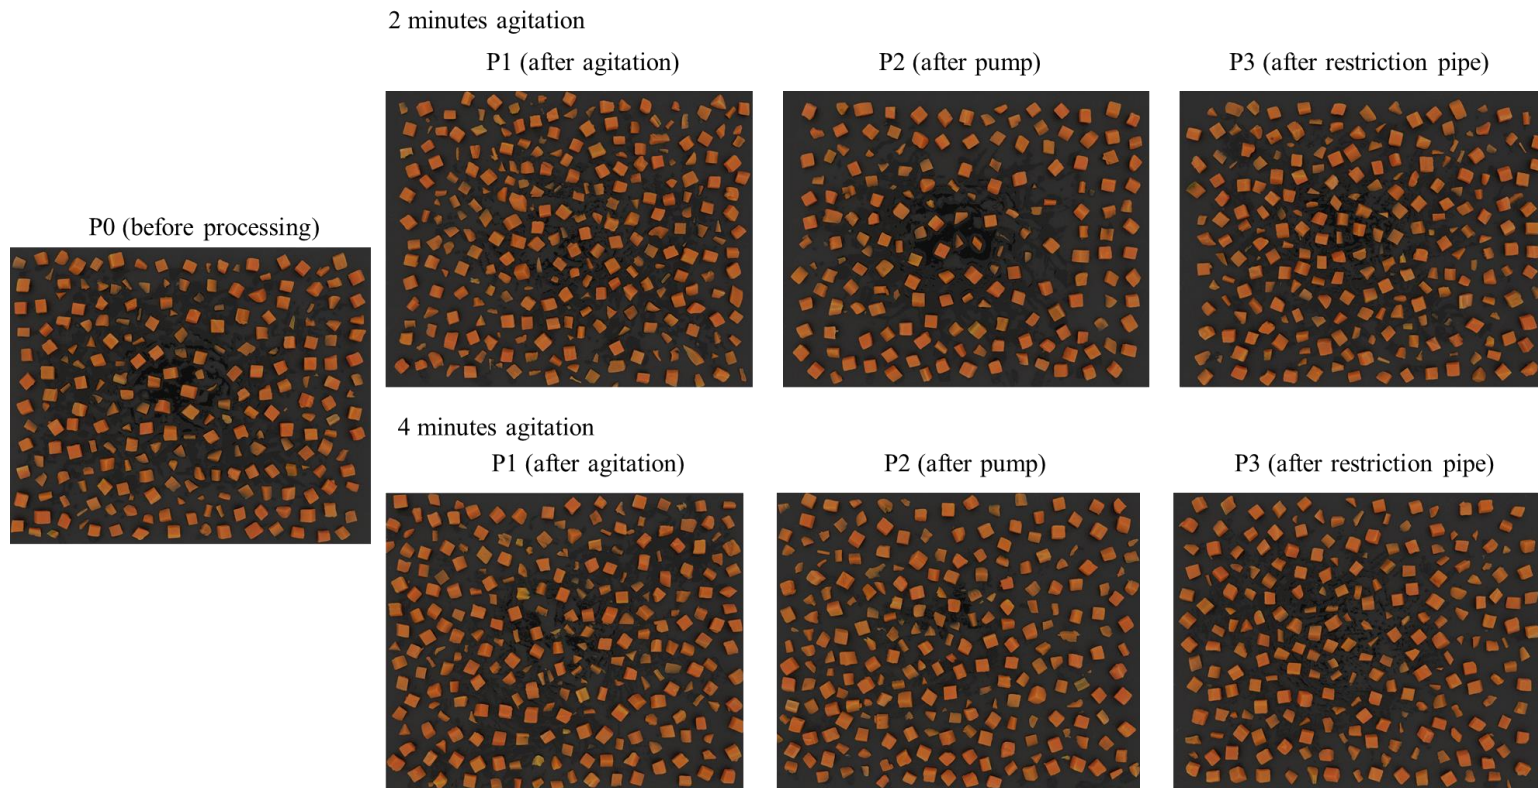 2 minutes agitation
P1 (after agitation)
P2 (after pump)
P3 (after restriction pipe)
P0 (before processing)
4 minutes agitation
P1 (after agitation)
P2 (after pump)
P3 (after restriction pipe)